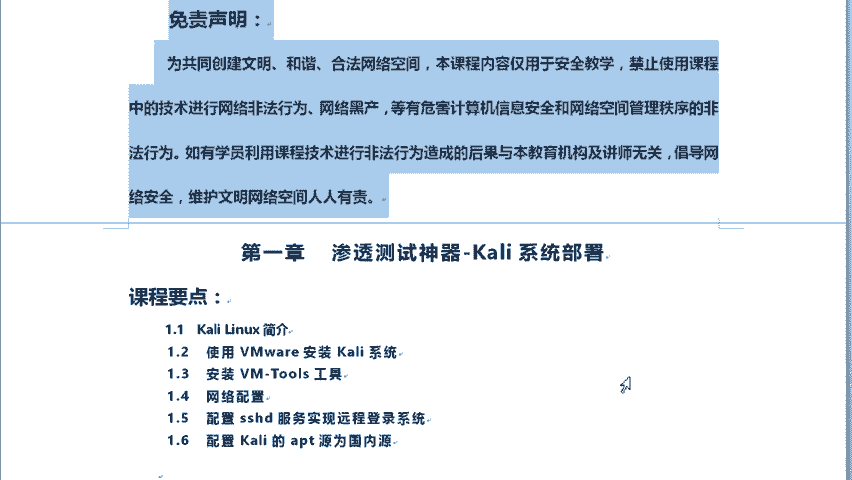 免责声明：
为共同创建文明、和谐、合法网络空间，本课程内容仅用于安全教学，禁止使用课程
中的技术进行网络非法行为、网络黑产，等有危害计算机信息安全和网络空间管理秩序的非
法行为。如有学员利用课程技术进行非法行为造成的后果与本教育机构及讲师无关，倡导网
络安全，维护文明网络空间人人有责。
第一章 渗透测试神器-Kali 系统部署
课程要点：
1.1 Kali Linux 简介
1.2 使用 VMware 安装 Kali 系统
1.3 安装 VM-Tools 工具
1.4 网络配置
1.5 配置 sshd 服务实现远程登录系统
1.6 配置 Kali 的 apt 源为国内源